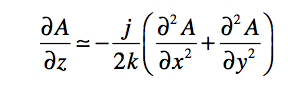 ∂A/∂z ≃ −j/2k (∂²A/∂x² + ∂²A/∂y²)